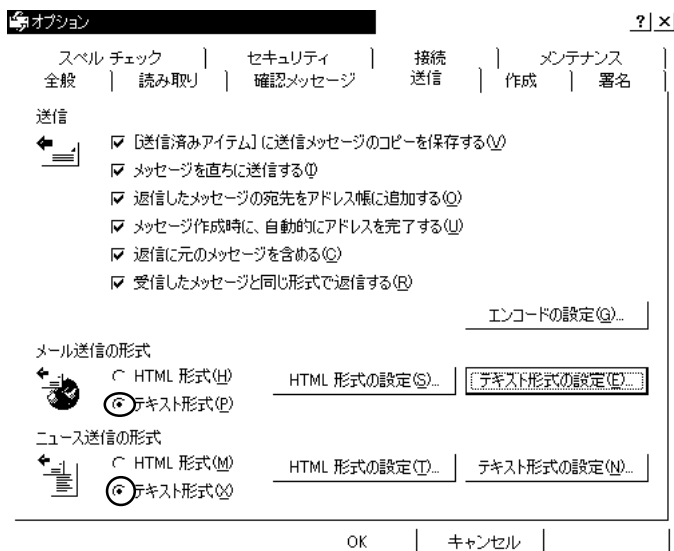 オプション ? ×
スペル チェック セキュリティ 接続 メンテナンス
全般 読み取り 確認メッセージ 送信 作成 署名
送信
[送信済みアイテム] に送信メッセージのコピーを保存する(V)
メッセージを直ちに送信する(I)
返信したメッセージの宛先をアドレス帳に追加する(O)
メッセージ作成時に、自動的にアドレスを完了する(U)
返信に元のメッセージを含める(C)
受信したメッセージと同じ形式で返信する(R)
エンコードの設定(G)...
メール送信の形式
HTML 形式(H) HTML 形式の設定(S)... テキスト形式の設定(E)...
テキスト形式(P)
ニュース送信の形式
HTML 形式(M) HTML 形式の設定(T)... テキスト形式の設定(N)...
テキスト形式(X)
OK キャンセル